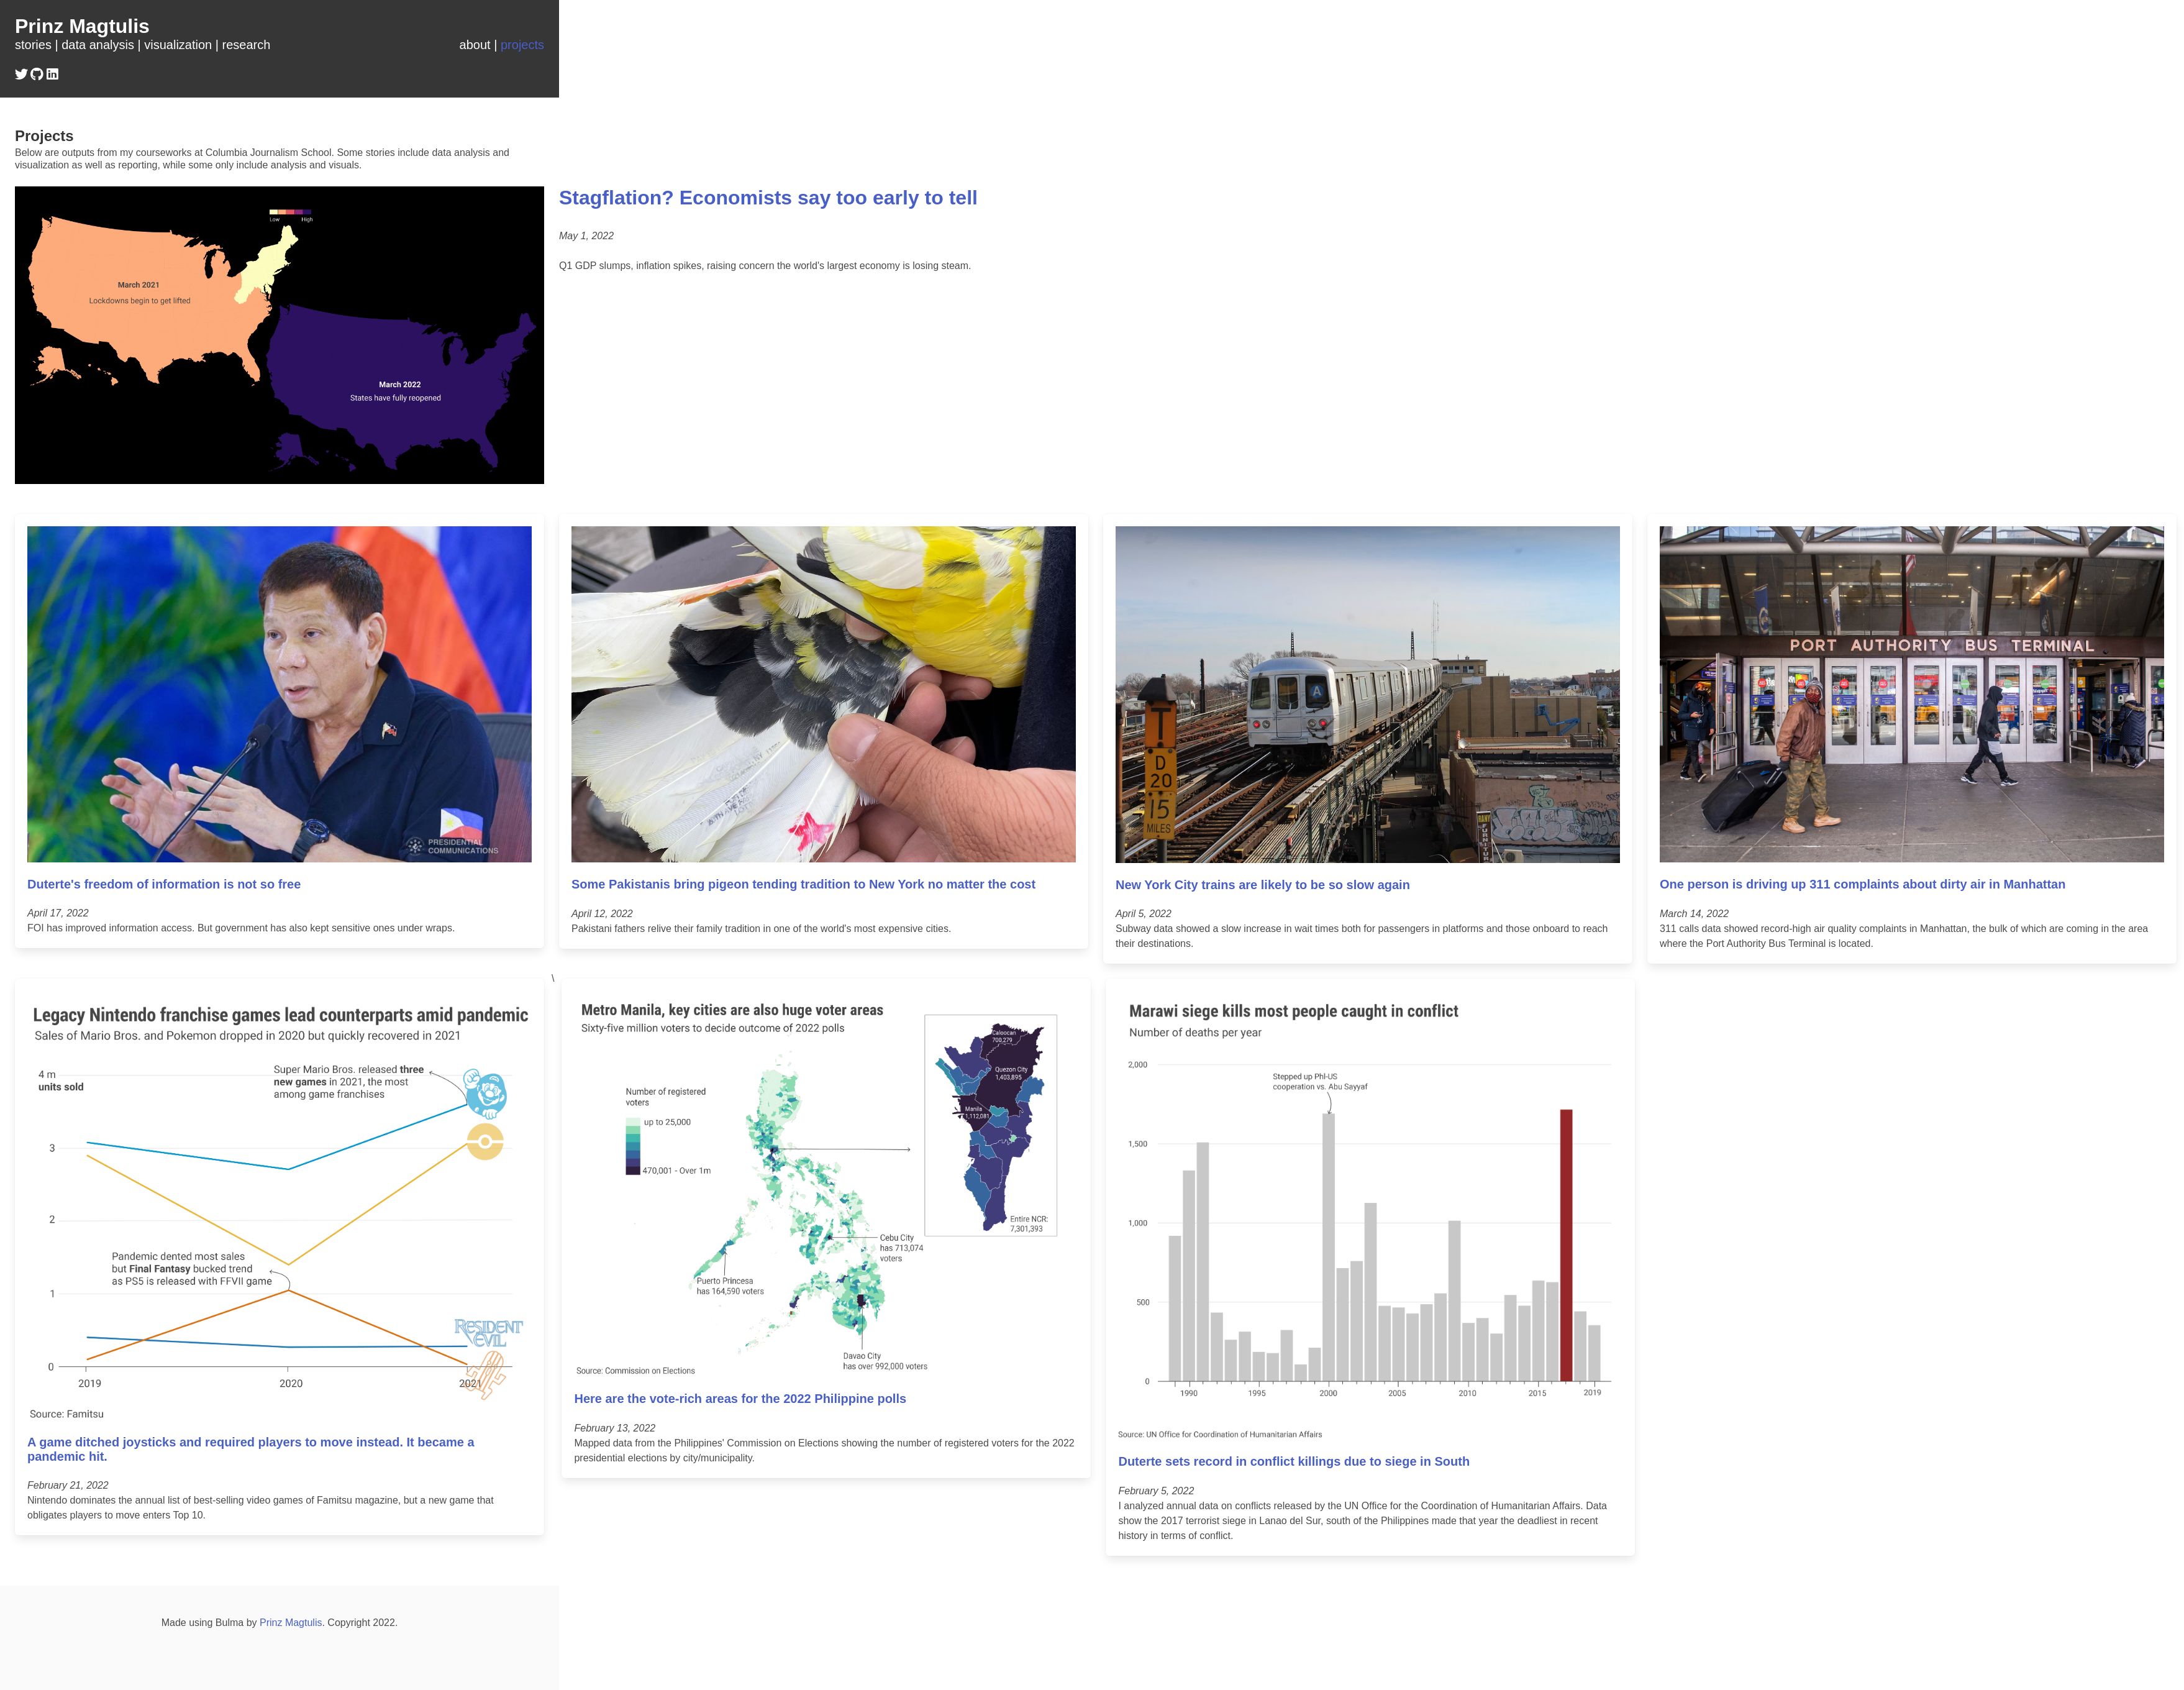 Prinz Magtulis
stories | data analysis | visualization | research
about | projects
Projects
Below are outputs from my courseworks at Columbia Journalism School. Some stories include data analysis and
visualization as well as reporting, while some only include analysis and visuals.
Low
High
March 2021
Lockdowns begin to get lifted
March 2022
States have fully reopened
Stagflation? Economists say too early to tell
May 1, 2022
Q1 GDP slumps, inflation spikes, raising concern the world's largest economy is losing steam.
PRESIDENTIAL
COMMUNICATIONS
Duterte's freedom of information is not so free
April 17, 2022
FOI has improved information access. But government has also kept sensitive ones under wraps.
Some Pakistanis bring pigeon tending tradition to New York no matter the cost
April 12, 2022
Pakistani fathers relive their family tradition in one of the world's most expensive cities.
A
T
D
20
15
MILES
New York City trains are likely to be so slow again
April 5, 2022
Subway data showed a slow increase in wait times both for passengers in platforms and those onboard to reach
their destinations.
PORT AUTHORITY BUS TERMINAL
One person is driving up 311 complaints about dirty air in Manhattan
March 14, 2022
311 calls data showed record-high air quality complaints in Manhattan, the bulk of which are coming in the area
where the Port Authority Bus Terminal is located.
Legacy Nintendo franchise games lead counterparts amid pandemic
Sales of Mario Bros. and Pokemon dropped in 2020 but quickly recovered in 2021
4 m
units sold
Super Mario Bros. released three
new games in 2021, the most
among game franchises
3
2
Pandemic dented most sales
but Final Fantasy bucked trend
as PS5 is released with FFVII game
1
RESIDENT
EVIL
0
2019
2020
2021
Source: Famitsu
A game ditched joysticks and required players to move instead. It became a
pandemic hit.
February 21, 2022
Nintendo dominates the annual list of best-selling video games of Famitsu magazine, but a new game that
obligates players to move enters Top 10.
\
Metro Manila, key cities are also huge voter areas
Sixty-five million voters to decide outcome of 2022 polls
Number of registered
voters
up to 25,000
470,001 - Over 1m
Caloocan
700,279
Quezon City
1,403,895
Manila
1,112,081
Entire NCR:
7,301,393
Cebu City
has 713,074
voters
Puerto Princesa
has 164,590 voters
Davao City
has over 992,000 voters
Source: Commission on Elections
Here are the vote-rich areas for the 2022 Philippine polls
February 13, 2022
Mapped data from the Philippines' Commission on Elections showing the number of registered voters for the 2022
presidential elections by city/municipality.
Marawi siege kills most people caught in conflict
Number of deaths per year
2,000
Stepped up Phl-US
cooperation vs. Abu Sayyaf
1,500
1,000
500
0
1990
1995
2000
2005
2010
2015
2019
Source: UN Office for Coordination of Humanitarian Affairs
Duterte sets record in conflict killings due to siege in South
February 5, 2022
I analyzed annual data on conflicts released by the UN Office for the Coordination of Humanitarian Affairs. Data
show the 2017 terrorist siege in Lanao del Sur, south of the Philippines made that year the deadliest in recent
history in terms of conflict.
Made using Bulma by Prinz Magtulis. Copyright 2022.